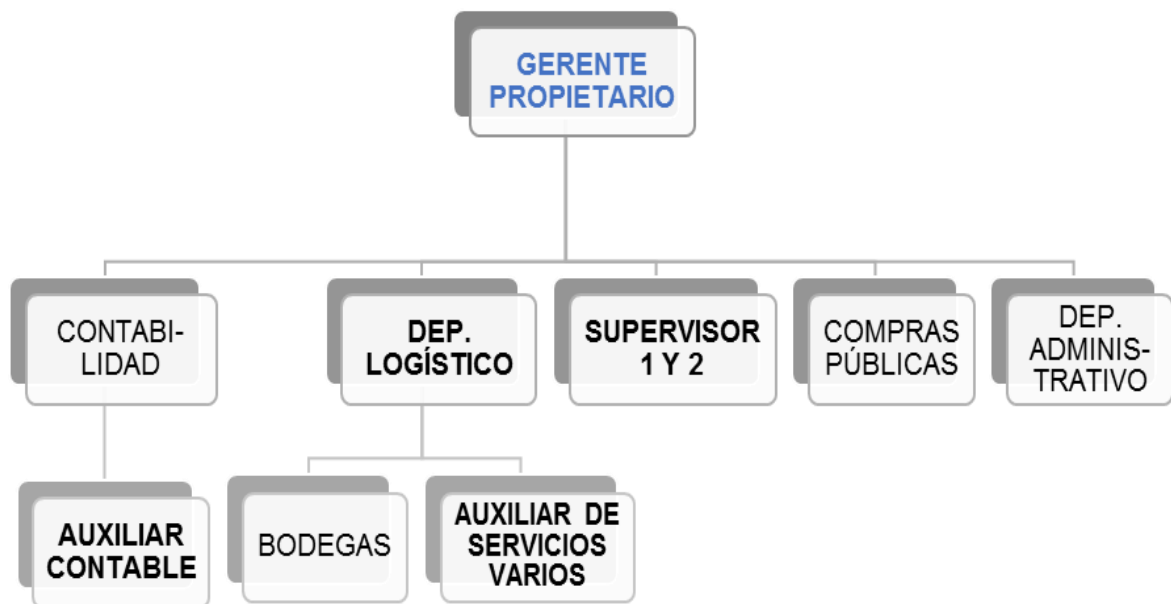 GERENTE
PROPIETARIO
CONTABI-
LIDAD
DEP.
LOGÍSTICO
SUPERVISOR
1 Y 2
COMPRAS
PÚBLICAS
DEP.
ADMINIS-
TRATIVO
AUXILIAR
CONTABLE
BODEGAS
AUXILIAR DE
SERVICIOS
VARIOS